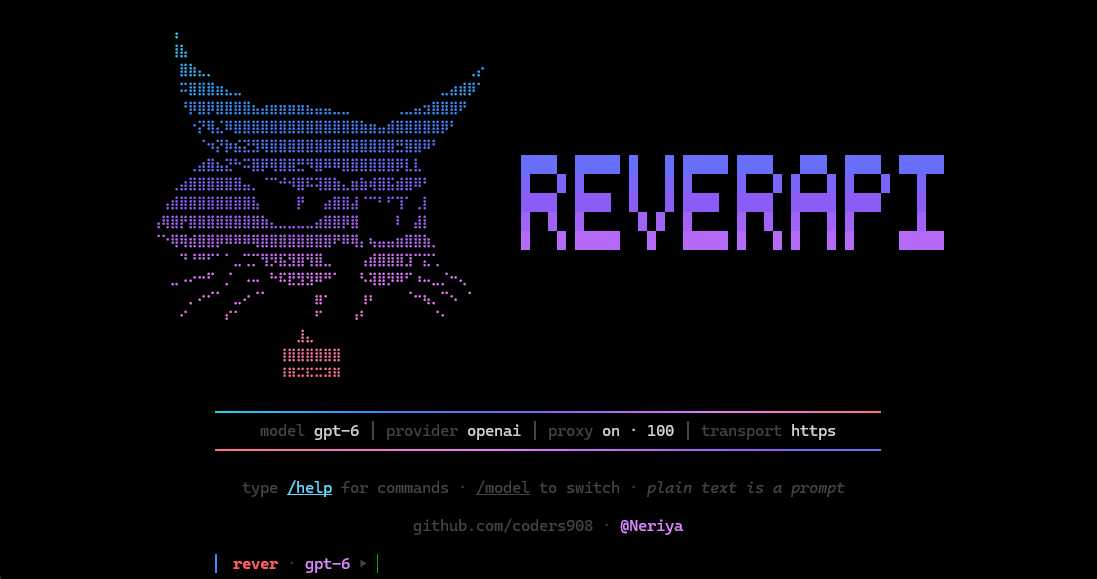 REVERAPI
model gpt-6 │ provider openai │ proxy on · 100 │ transport https
type /help for commands · /model to switch · plain text is a prompt
github.com/coders908 · @Neriya
rever · gpt-6 ▸